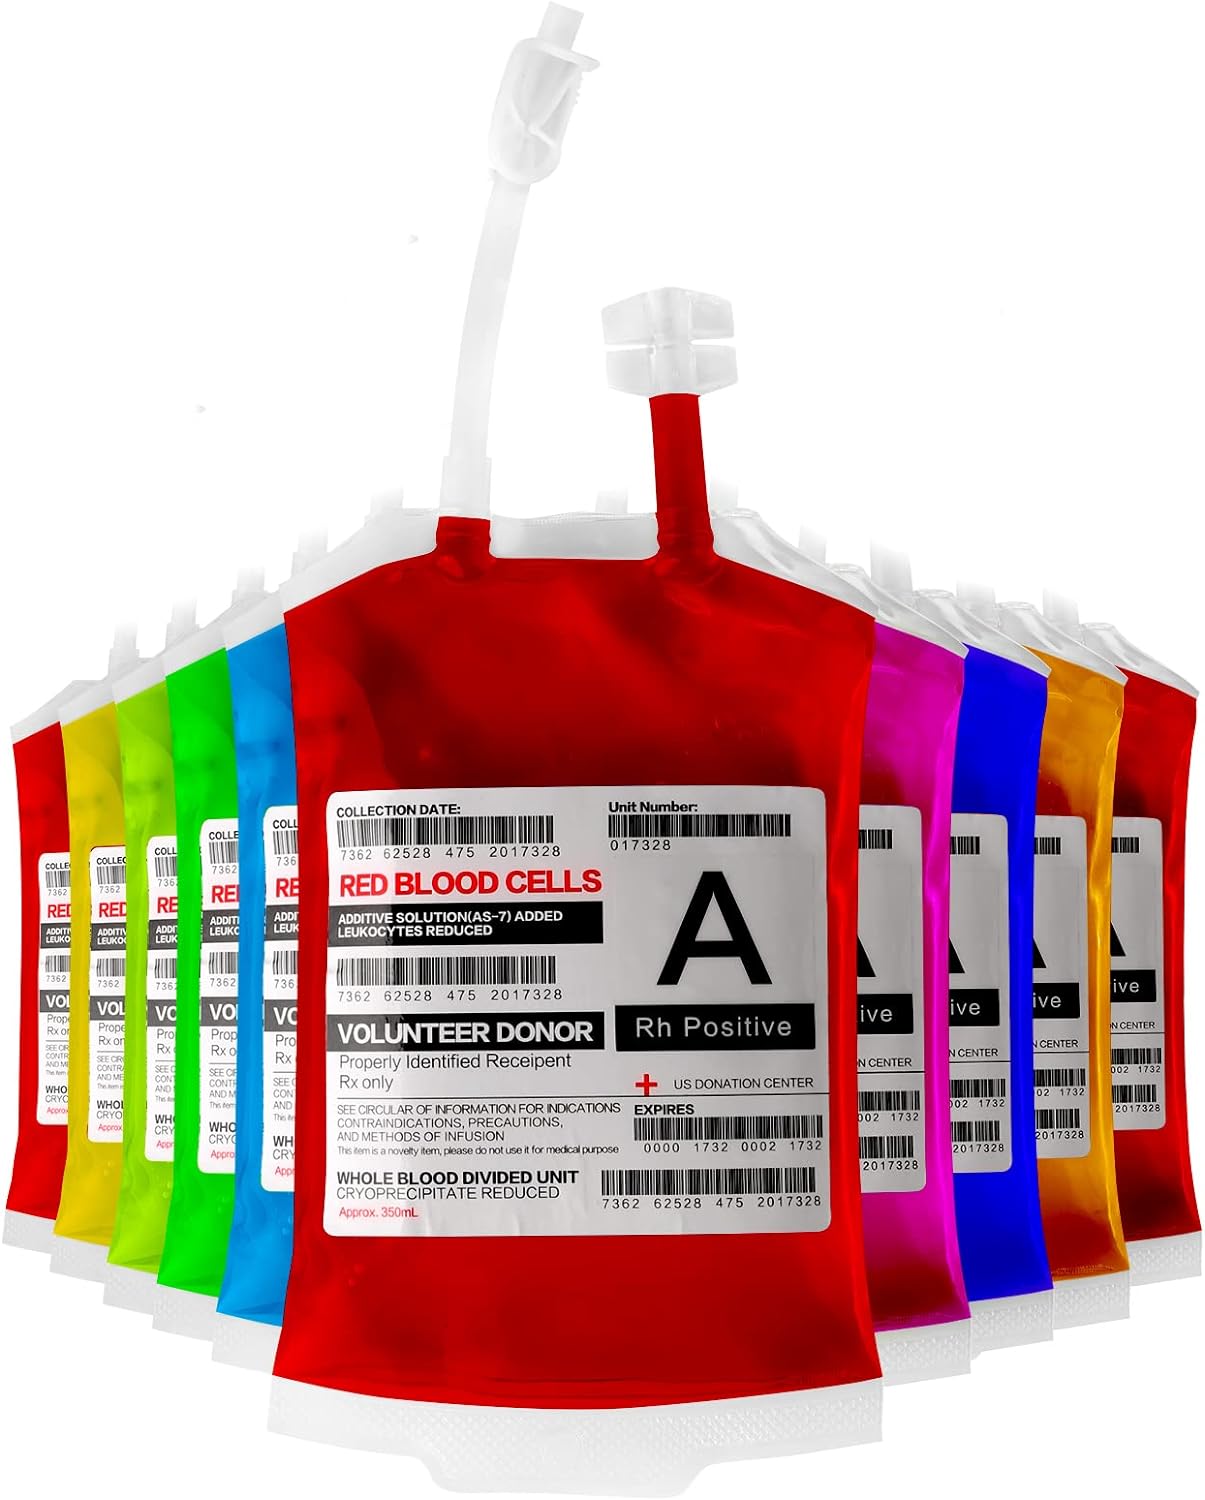 COLLECTION DATE:
7362 62528 475 2017328
Unit Number:
017328
RED BLOOD CELLS
ADDITIVE SOLUTION(AS-7) ADDED
LEUKOCYTES REDUCED
A
7362 62528 475 2017328
VOLUNTEER DONOR
Rh Positive
Properly Identified Receipent
Rx only
+ US DONATION CENTER
SEE CIRCULAR OF INFORMATION FOR INDICATIONS
CONTRAINDICATIONS, PRECAUTIONS,
AND METHODS OF INFUSION
This item is a novelty item, please do not use it for medical purpose
EXPIRES
0000 1732 0002 1732
WHOLE BLOOD DIVIDED UNIT
CRYOPRECIPITATE REDUCED
Approx. 350mL
7362 62528 475 2017328